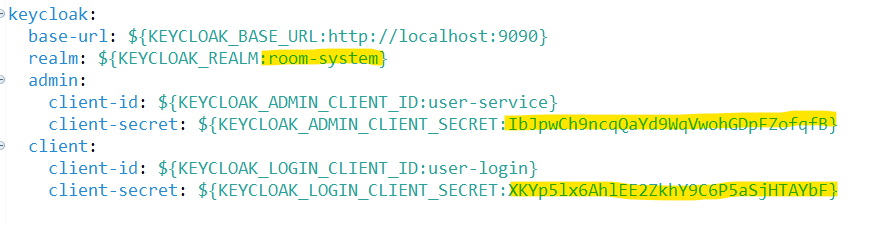 keycloak:
base-url: ${KEYCLOAK_BASE_URL:http://localhost:9090}
realm: ${KEYCLOAK_REALM:room-system}
admin:
client-id: ${KEYCLOAK_ADMIN_CLIENT_ID:user-service}
client-secret: ${KEYCLOAK_ADMIN_CLIENT_SECRET:IbJpwCh9ncqQaYd9WqVwohGDpFZofqfB}
client:
client-id: ${KEYCLOAK_LOGIN_CLIENT_ID:user-login}
client-secret: ${KEYCLOAK_LOGIN_CLIENT_SECRET:XKYp5lx6AhlEE2ZkhY9C6P5aSjHTAYbF}